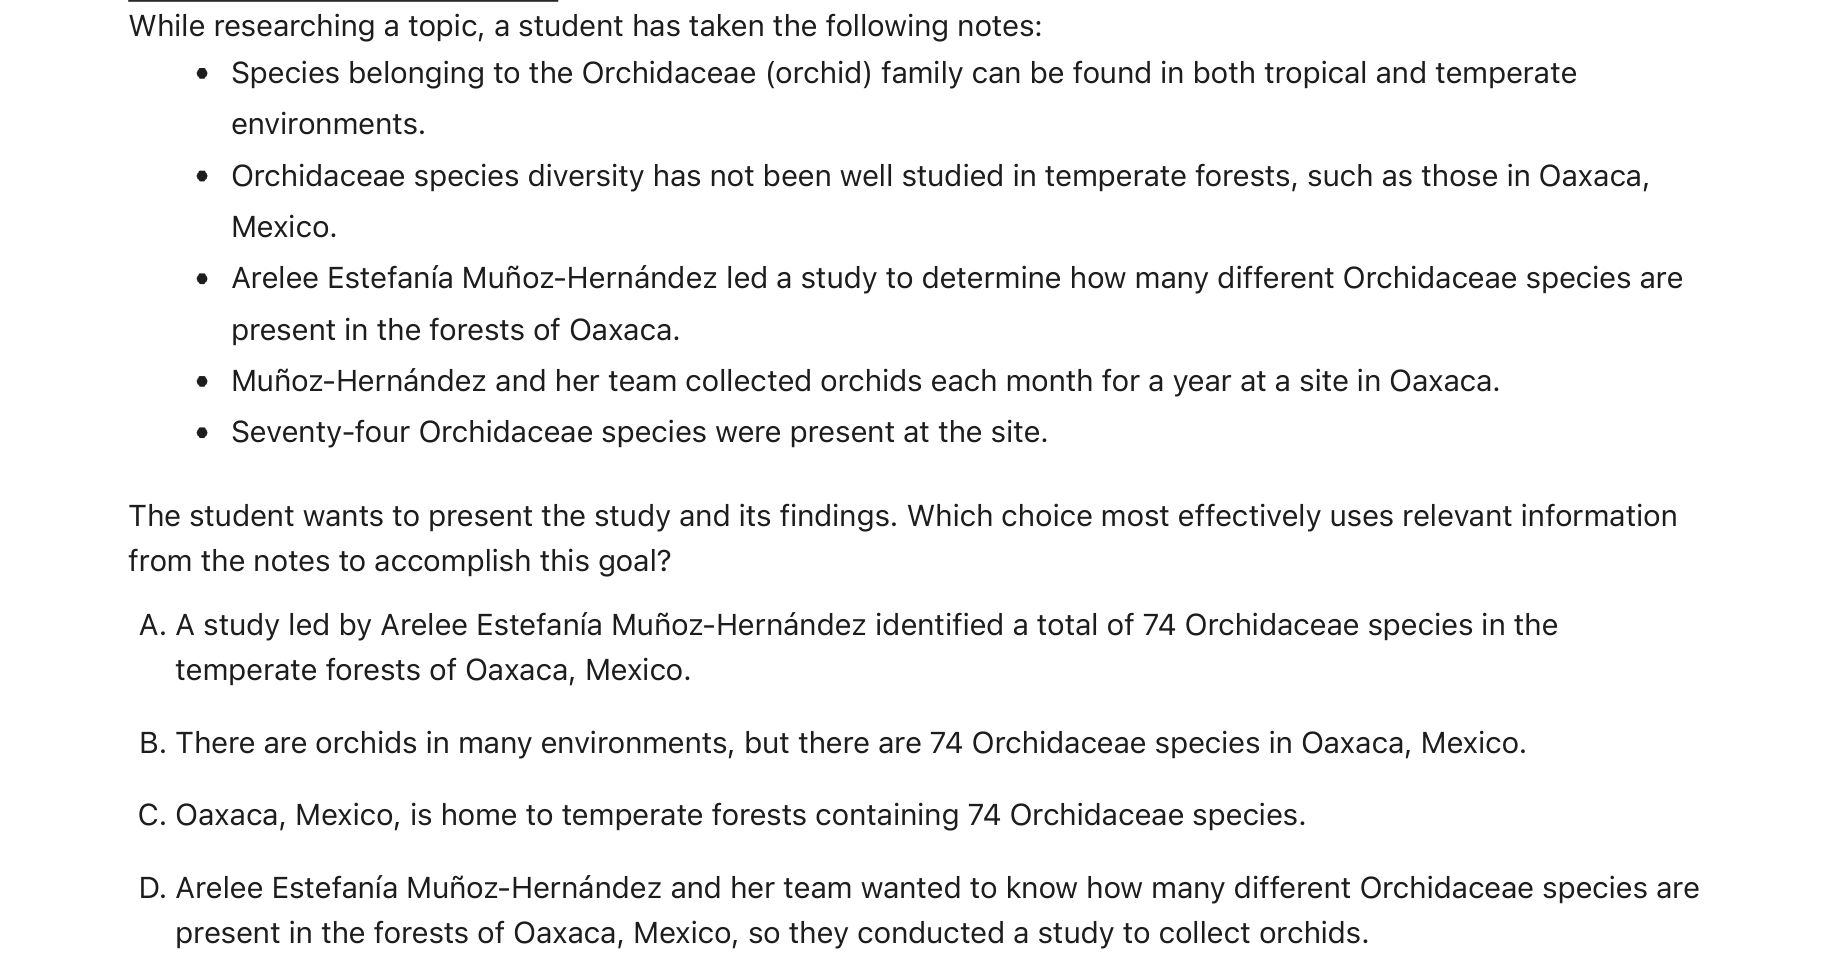 While researching a topic, a student has taken the following notes:
• Species belonging to the Orchidaceae (orchid) family can be found in both tropical and temperate
environments.
• Orchidaceae species diversity has not been well studied in temperate forests, such as those in Oaxaca,
Mexico.
• Arelee Estefanía Muñoz-Hernández led a study to determine how many different Orchidaceae species are
present in the forests of Oaxaca.
• Muñoz-Hernández and her team collected orchids each month for a year at a site in Oaxaca.
• Seventy-four Orchidaceae species were present at the site.
The student wants to present the study and its findings. Which choice most effectively uses relevant information
from the notes to accomplish this goal?
A. A study led by Arelee Estefanía Muñoz-Hernández identified a total of 74 Orchidaceae species in the
temperate forests of Oaxaca, Mexico.
B. There are orchids in many environments, but there are 74 Orchidaceae species in Oaxaca, Mexico.
C. Oaxaca, Mexico, is home to temperate forests containing 74 Orchidaceae species.
D. Arelee Estefanía Muñoz-Hernández and her team wanted to know how many different Orchidaceae species are
present in the forests of Oaxaca, Mexico, so they conducted a study to collect orchids.